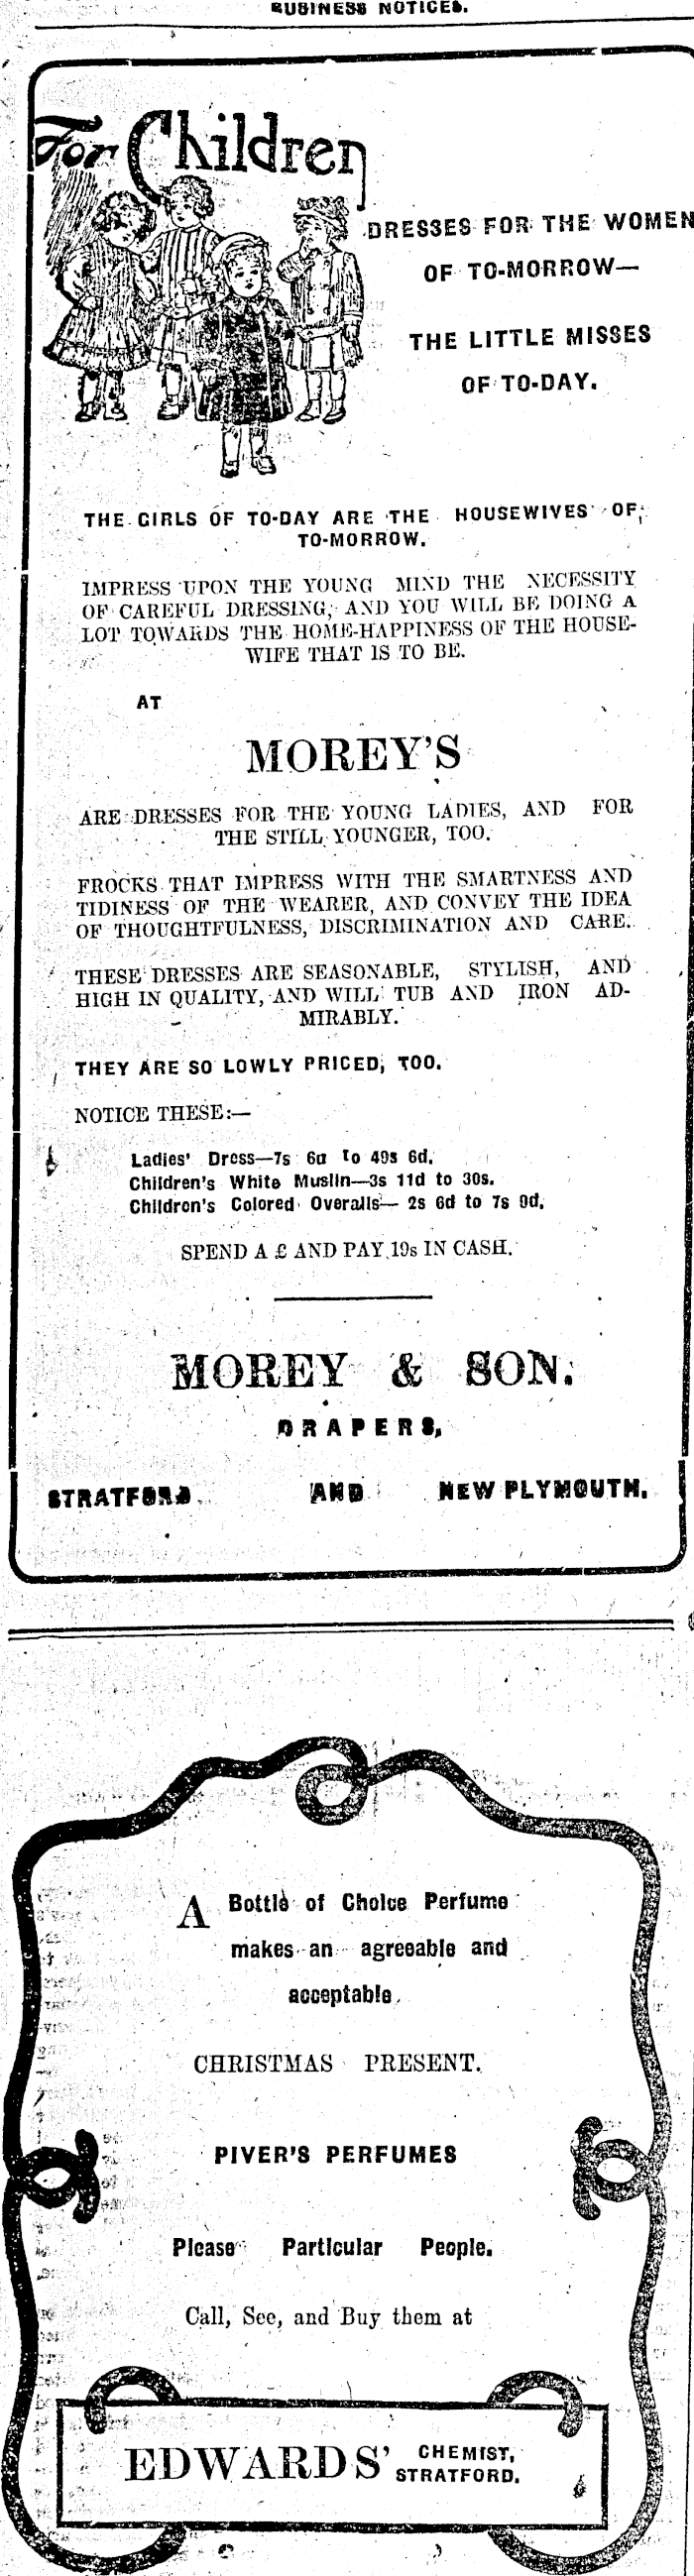 BUSINESS NOTICES.
For Children
DRESSES FOR THE WOMEN
OF TO-MORROW—
THE LITTLE MISSES
OF TO-DAY.
THE GIRLS OF TO-DAY ARE THE HOUSEWIVES OF
TO-MORROW.
IMPRESS UPON THE YOUNG MIND THE NECESSITY
OF CAREFUL DRESSING, AND YOU WILL BE DOING A
LOT TOWARDS THE HOME-HAPPINESS OF THE HOUSE-
WIFE THAT IS TO BE.
AT
MOREY'S
ARE DRESSES FOR THE YOUNG LADIES, AND FOR
THE STILL YOUNGER, TOO.
FROCKS THAT IMPRESS WITH THE SMARTNESS AND
TIDINESS OF THE WEARER, AND CONVEY THE IDEA
OF THOUGHTFULNESS, DISCRIMINATION AND CARE.
THESE DRESSES ARE SEASONABLE, STYLISH, AND
HIGH IN QUALITY, AND WILL TUB AND IRON AD-
MIRABLY.
THEY ARE SO LOWLY PRICED, TOO.
NOTICE THESE:—
Ladies' Dress—7s 6d to 49s 6d.
Children's White Muslin—3s 11d to 30s.
Children's Colored Overalls—2s 6d to 7s 9d.
SPEND A £ AND PAY 19s IN CASH.
MOREY & SON.
DRAPERS,
STRATFORD AND NEW PLYMOUTH.
A Bottle of Choice Perfume
makes an agreeable and
acceptable
CHRISTMAS PRESENT.
PIVER'S PERFUMES
Please Particular People.
Call, See, and Buy them at
EDWARDS' CHEMIST,
STRATFORD.